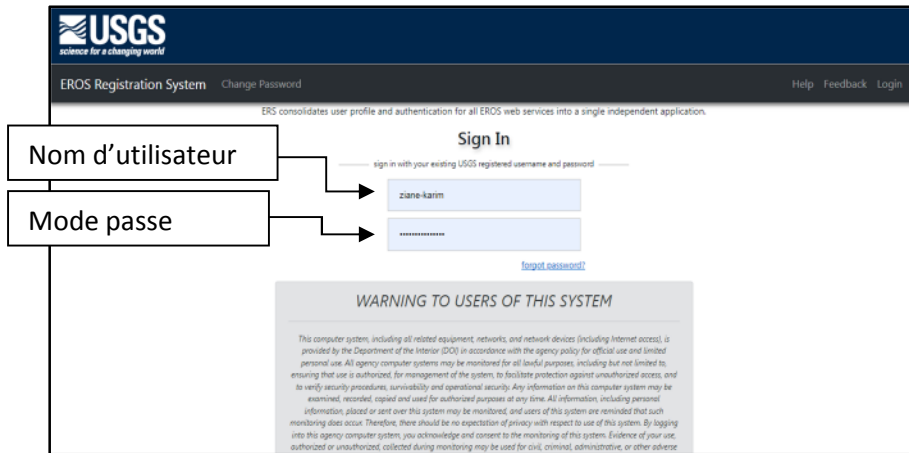 USGS
science for a changing world
EROS Registration System Change Password Help Feedback Login
ERS consolidates user profile and authentication for all EROS web services into a single independent application.
Sign In
sign in with your existing USGS registered username and password
Nom d’utilisateur
ziane-karim
Mode passe
forgot password?
WARNING TO USERS OF THIS SYSTEM
This computer system, including all related equipment, networks, and network devices (including Internet access), is
provided by the Department of the Interior (DOI) in accordance with the agency policy for official use and limited
personal use. All agency computer systems may be monitored for all lawful purposes, including but not limited to,
ensuring that use is authorized, for management of the system, to facilitate protection against unauthorized access, and
to verify security procedures, survivability and operational security. Any information on this computer system may be
examined, recorded, copied and used for authorized purposes at any time. All information, including personal
information, placed or sent over this system may be monitored, and users of this system are reminded that such
monitoring does occur. Therefore, there should be no expectation of privacy with respect to use of this system. By logging
into this agency computer system, you acknowledge and consent to the monitoring of this system. Evidence of your use,
authorized or unauthorized, collected during monitoring may be used for civil, criminal, administrative, or other adverse